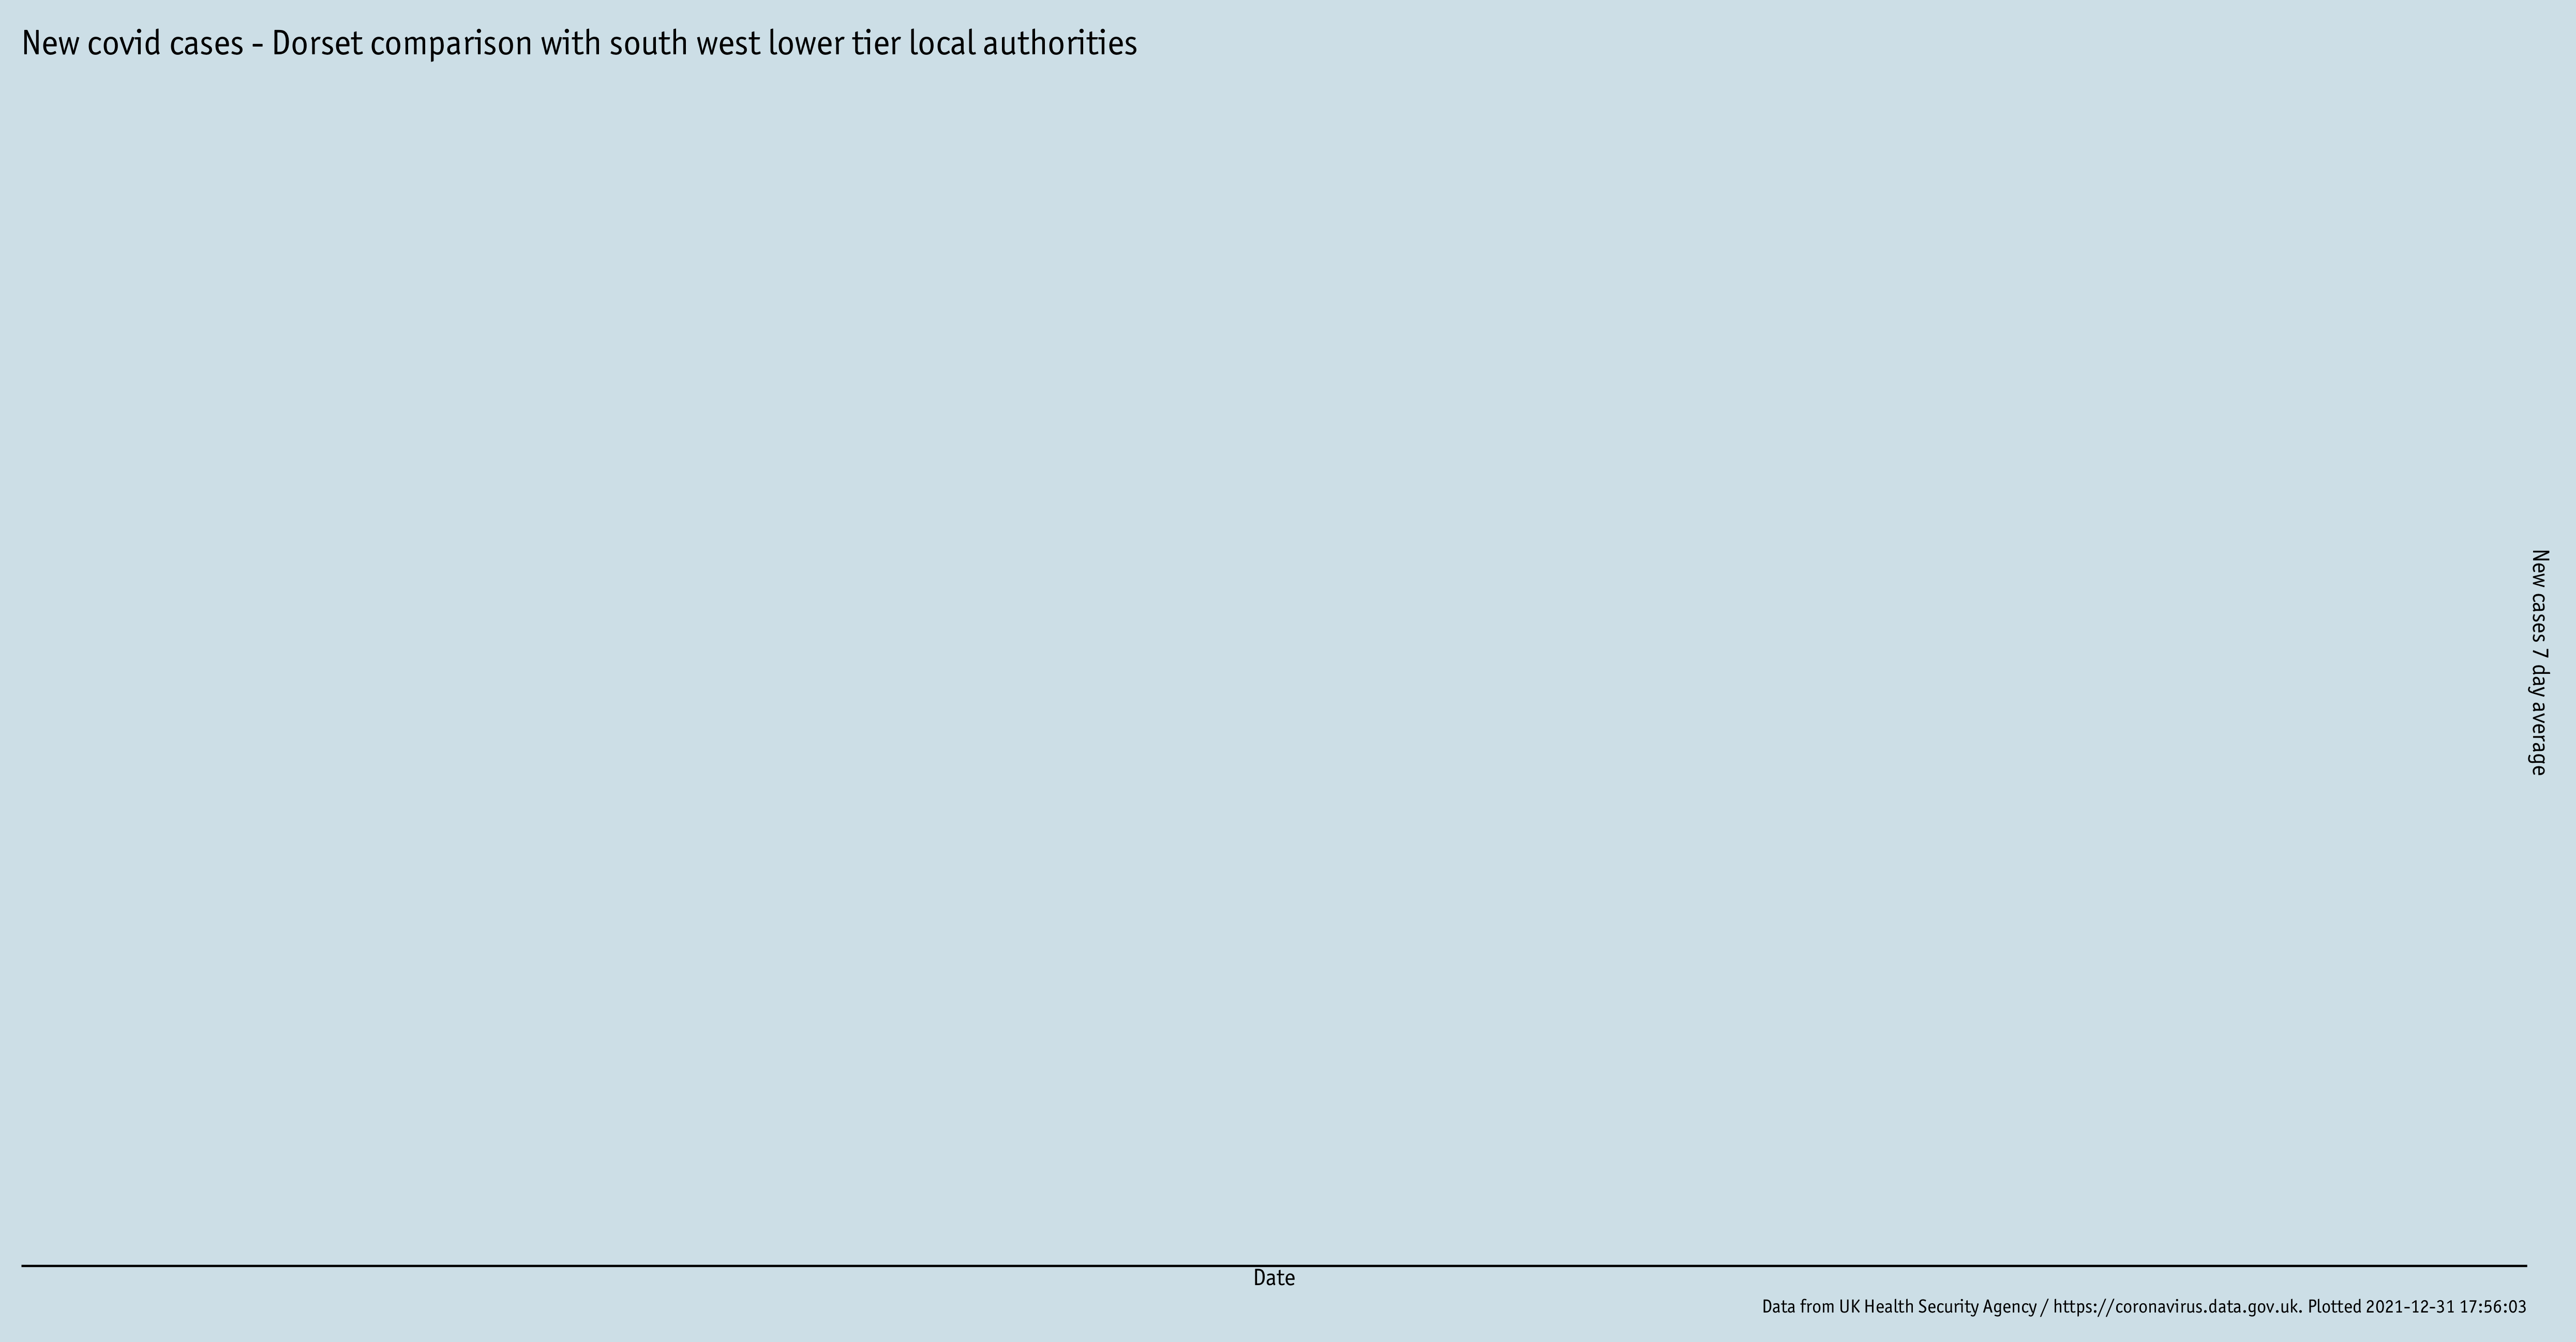 New covid cases - Dorset comparison with south west lower tier local authorities
New cases 7 day average
Date
Data from UK Health Security Agency / https://coronavirus.data.gov.uk. Plotted 2021-12-31 17:56:03